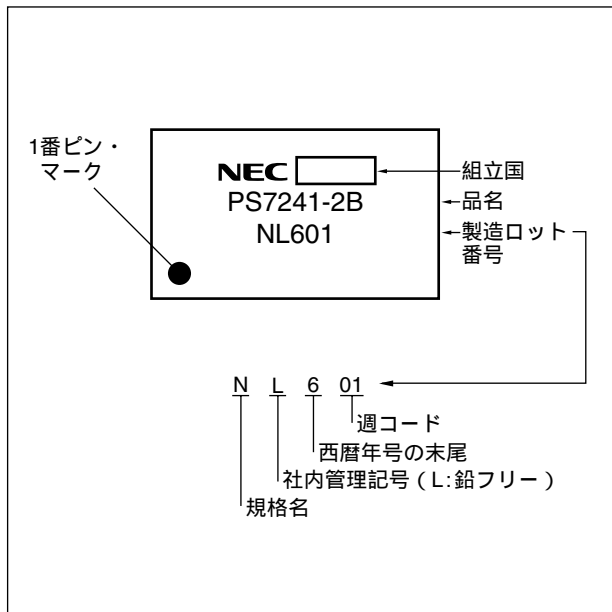 1番ピン・
マーク
NEC
PS7241-2B
NL601
組立国
品名
製造ロット
番号
N L 6 01
週コード
西暦年号の末尾
社内管理記号（L:鉛フリー）
規格名